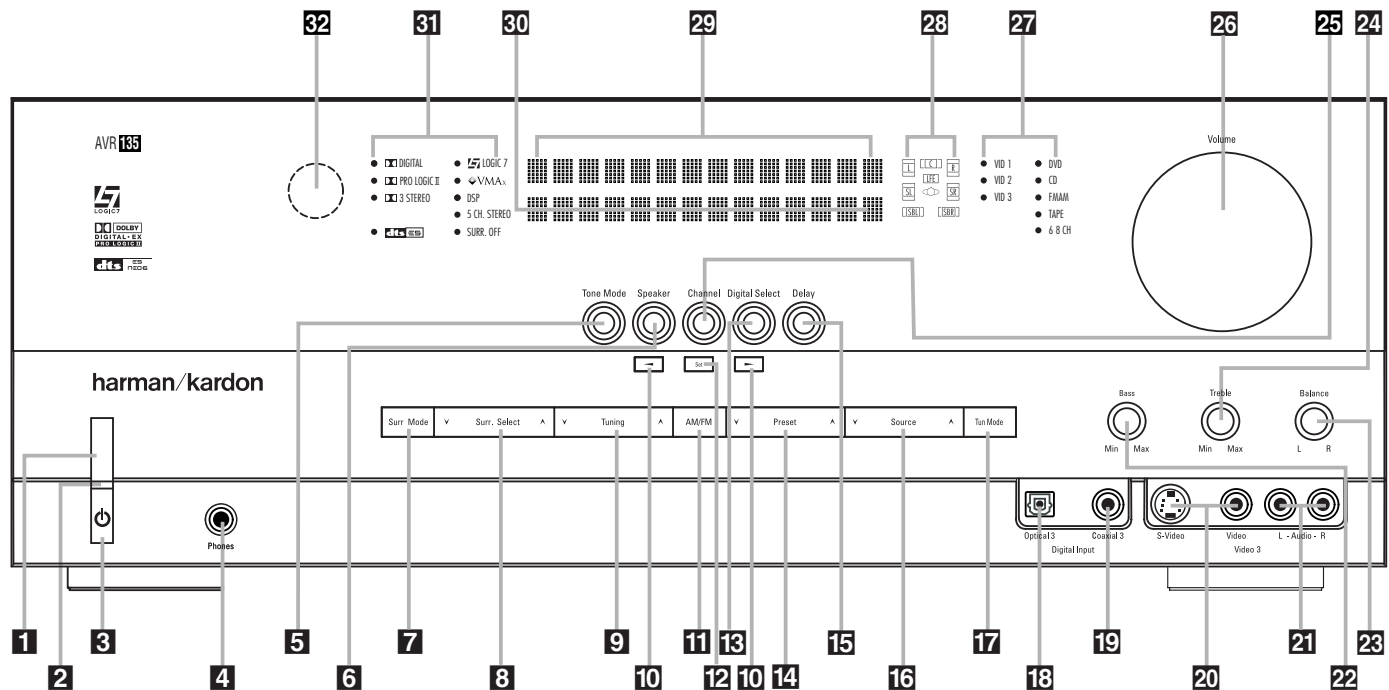 32 31 30 29 28 27 26 25 24
AVR 135
Volume
DIGITAL
PRO LOGIC II
3 STEREO
dts ES
LOGIC 7
VMAx
DSP
5 CH. STEREO
SURR. OFF
L C R
LFE
SL SR
SBL SBR
VID 1
VID 2
VID 3
DVD
CD
FMAM
TAPE
6 8 CH
L7
LOGIC7
DOLBY
DIGITAL·EX
PRO LOGIC II
dts ES
NEO:6
Tone Mode Speaker Channel Digital Select Delay
Set
harman/kardon
Bass Treble Balance
Min Max Min Max L R
Surr Mode ˅ Surr. Select ˄ ˅ Tuning ˄ AM/FM ˅ Preset ˄ ˅ Source ˄ Tun Mode
Phones
Optical 3 Coaxial 3
Digital Input
S-Video Video L - Audio - R
Video 3
1 3 5 7 9 11 13 15 17 19 21 23
2 4 6 8 10 12 10 14 16 18 20 22